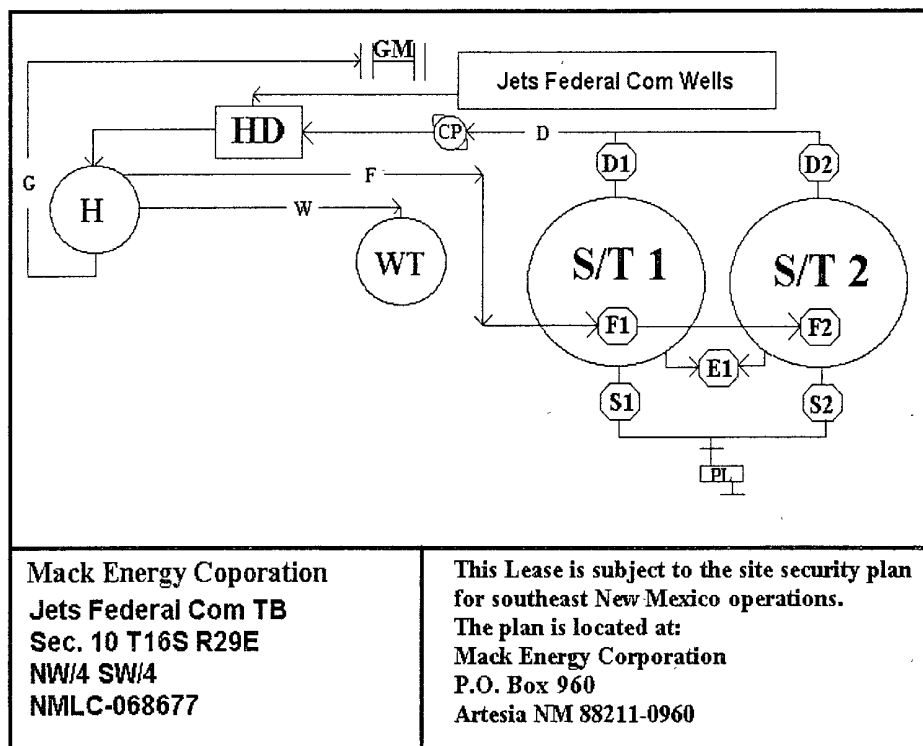 GM
Jets Federal Com Wells
HD
CP
D
D1
D2
G
F
H
W
WT
S/T 1
S/T 2
F1
F2
E1
S1
S2
PL
Mack Energy Coporation
Jets Federal Com TB
Sec. 10 T16S R29E
NW/4 SW/4
NMLC-068677
This Lease is subject to the site security plan
for southeast New Mexico operations.
The plan is located at:
Mack Energy Corporation
P.O. Box 960
Artesia NM 88211-0960